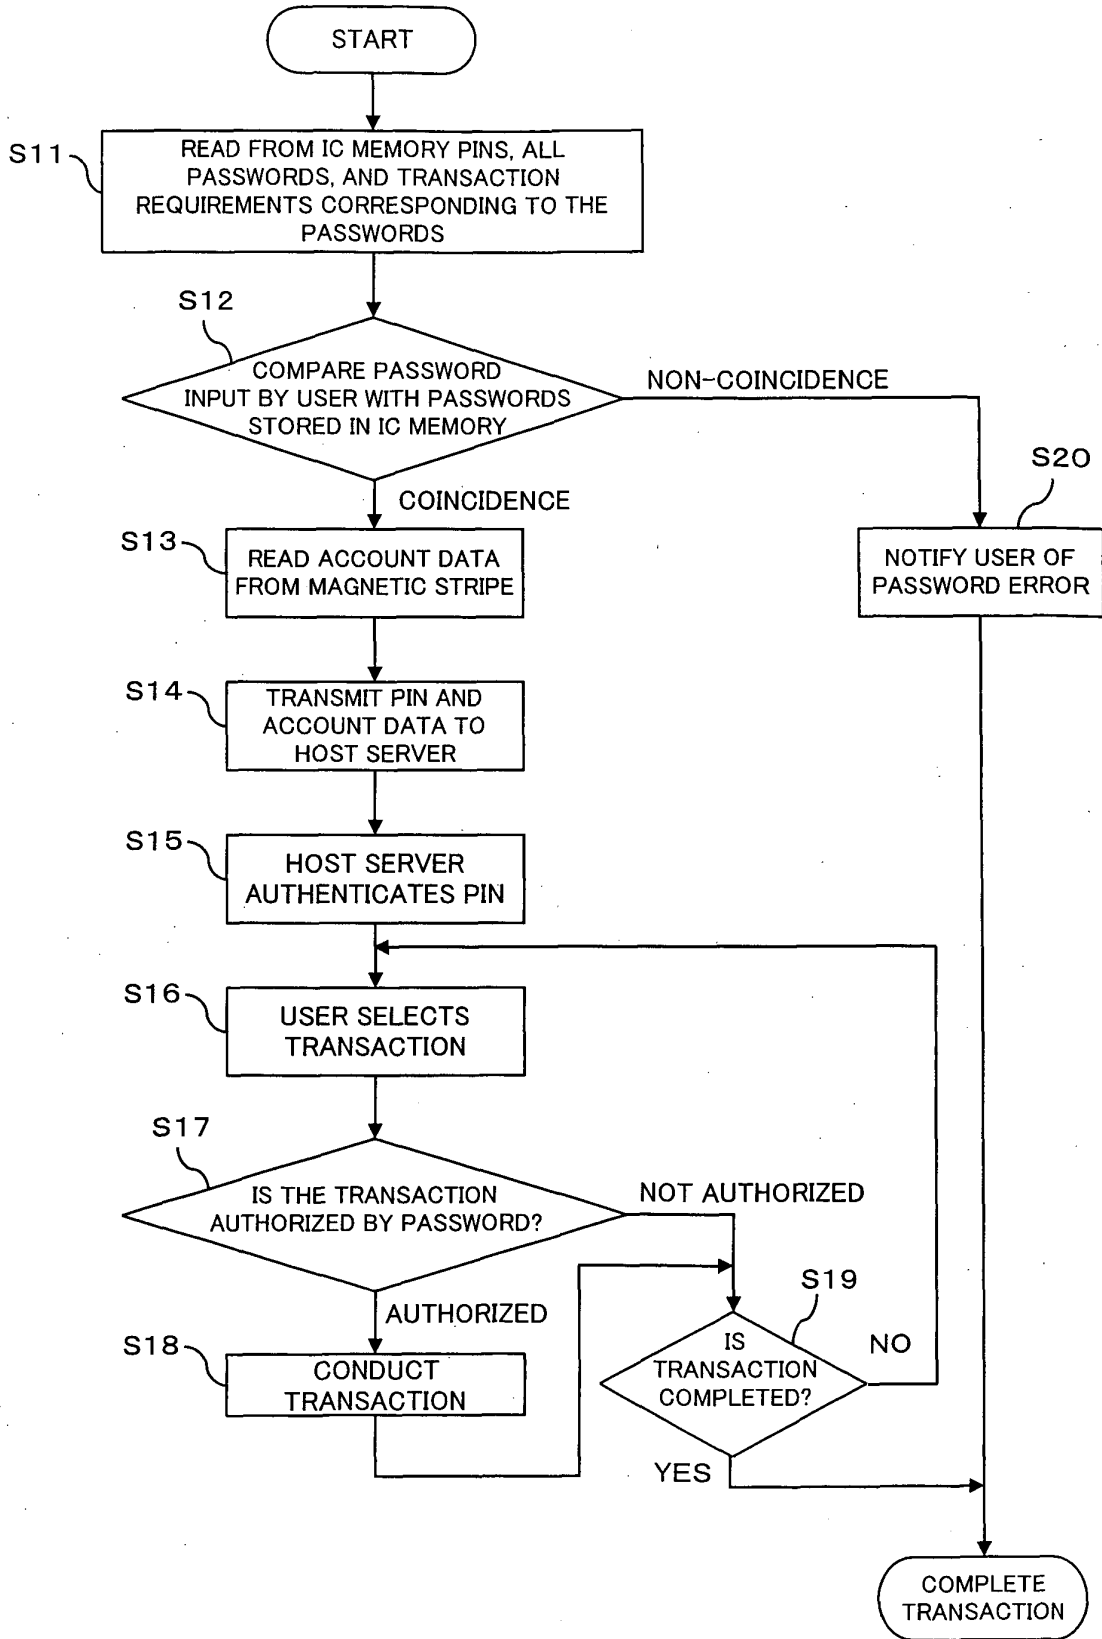 START
S11
READ FROM IC MEMORY PINS, ALL
PASSWORDS, AND TRANSACTION
REQUIREMENTS CORRESPONDING TO THE
PASSWORDS
S12
COMPARE PASSWORD
INPUT BY USER WITH PASSWORDS
STORED IN IC MEMORY
NON-COINCIDENCE
COINCIDENCE
S20
NOTIFY USER OF
PASSWORD ERROR
S13
READ ACCOUNT DATA
FROM MAGNETIC STRIPE
S14
TRANSMIT PIN AND
ACCOUNT DATA TO
HOST SERVER
S15
HOST SERVER
AUTHENTICATES PIN
S16
USER SELECTS
TRANSACTION
S17
IS THE TRANSACTION
AUTHORIZED BY PASSWORD?
NOT AUTHORIZED
AUTHORIZED
S18
CONDUCT
TRANSACTION
S19
IS
TRANSACTION
COMPLETED?
NO
YES
COMPLETE
TRANSACTION